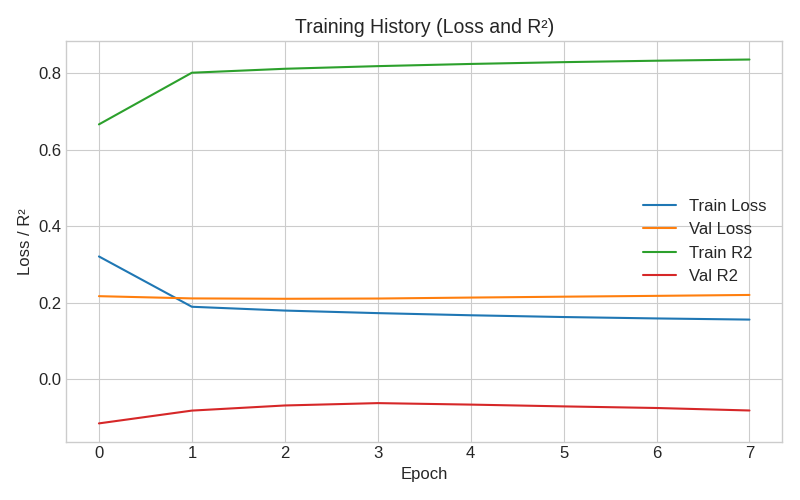 Training History (Loss and R²)
Loss / R²
0.8
0.6
0.4
0.2
0.0
Train Loss
Val Loss
Train R2
Val R2
0 1 2 3 4 5 6 7
Epoch